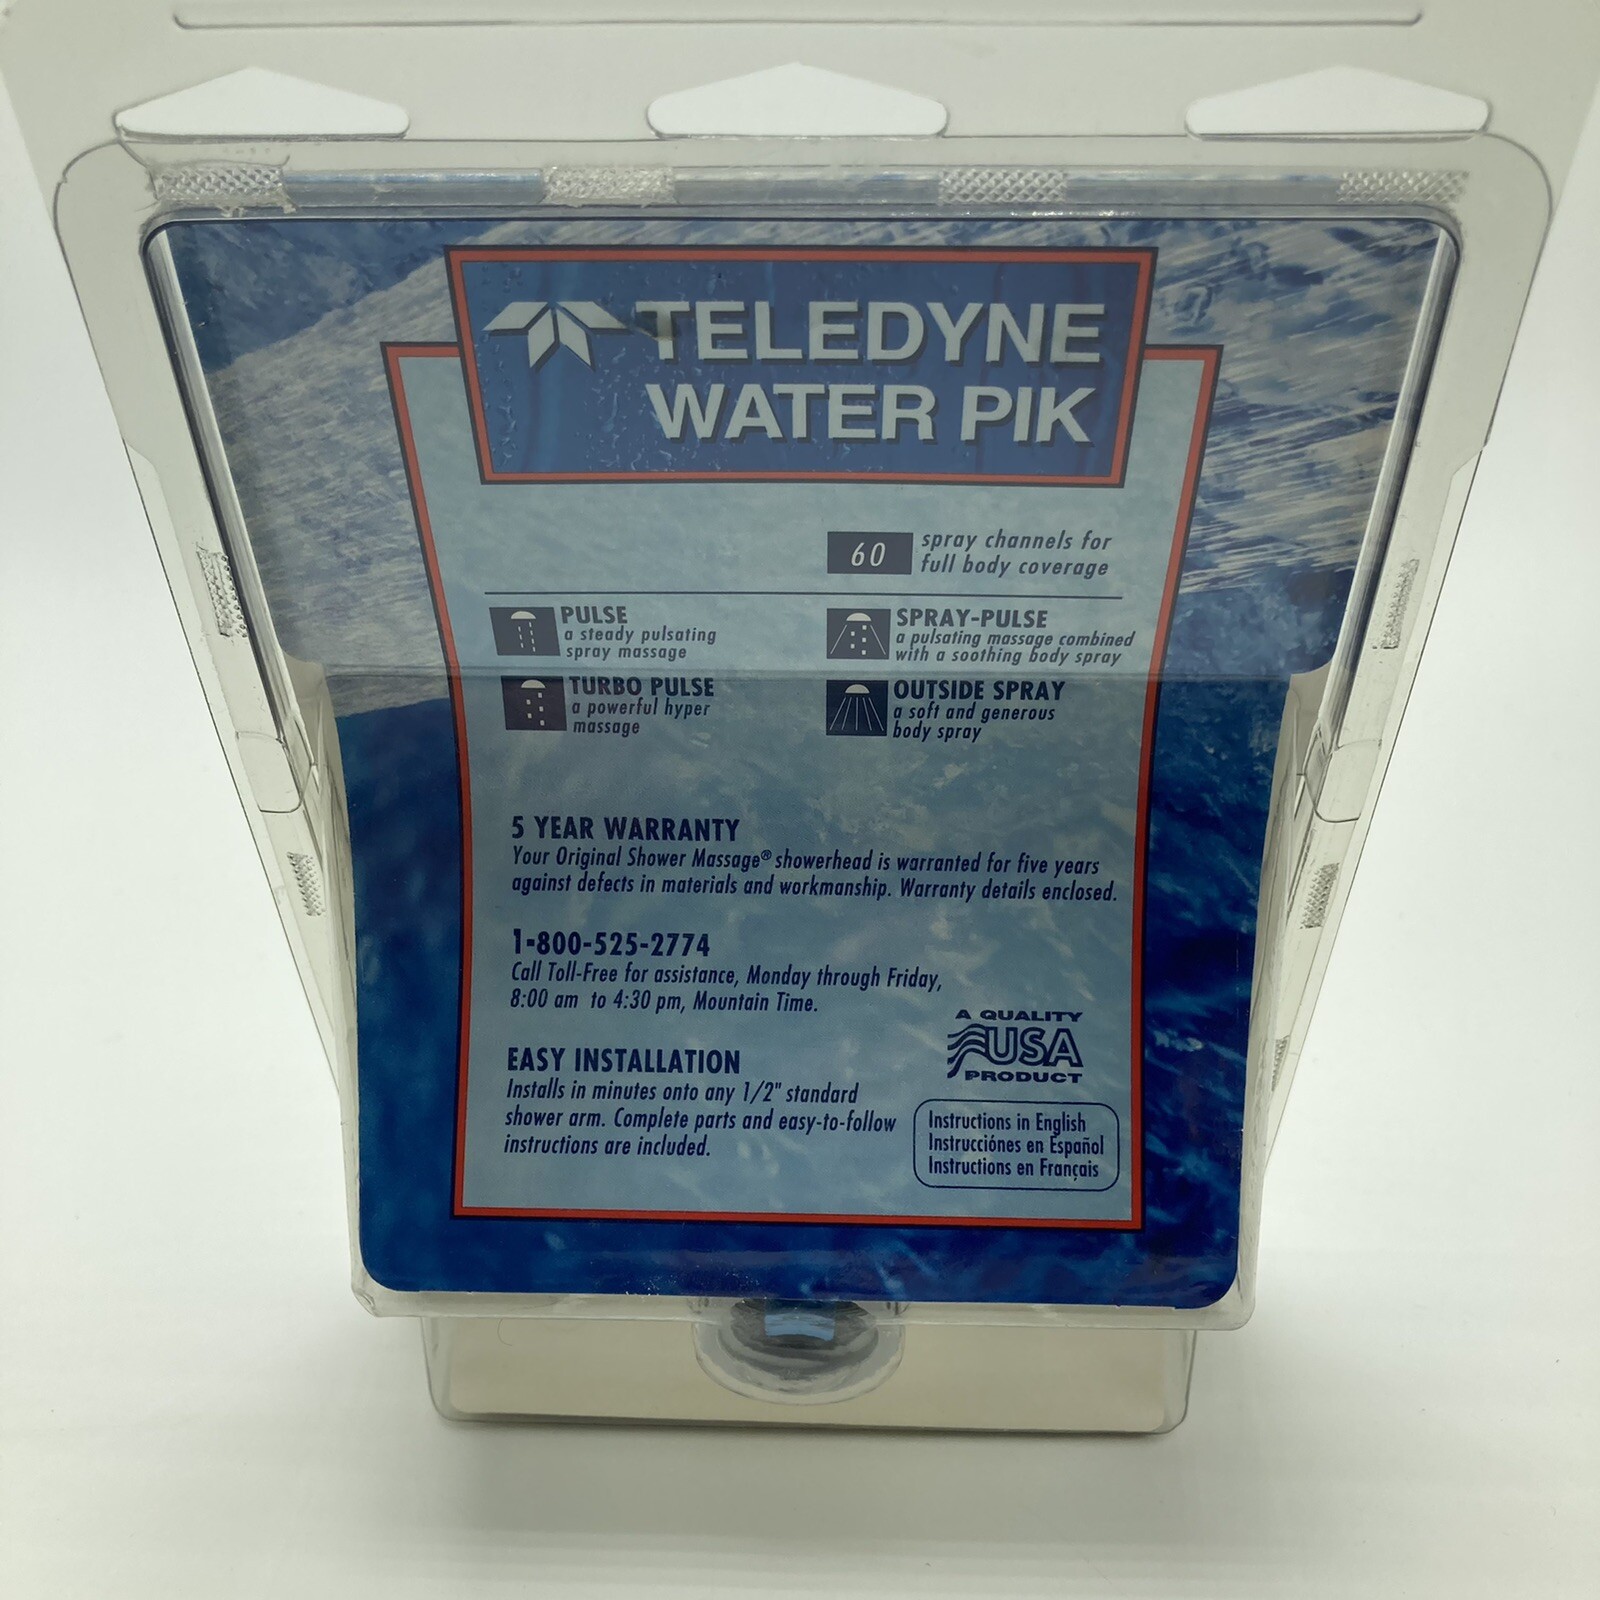 TELEDYNE
WATER PIK
60
spray channels for
full body coverage
PULSE
a steady pulsating
spray massage
SPRAY-PULSE
a pulsating massage combined
with a soothing body spray
TURBO PULSE
a powerful hyper
massage
OUTSIDE SPRAY
a soft and generous
body spray
5 YEAR WARRANTY
Your Original Shower Massage® showerhead is warranted for five years
against defects in materials and workmanship. Warranty details enclosed.
1-800-525-2774
Call Toll-Free for assistance, Monday through Friday,
8:00 am to 4:30 pm, Mountain Time.
EASY INSTALLATION
Installs in minutes onto any 1/2" standard
shower arm. Complete parts and easy-to-follow
instructions are included.
A QUALITY
USA
PRODUCT
Instructions in English
Instrucciónes en Español
Instructions en Français